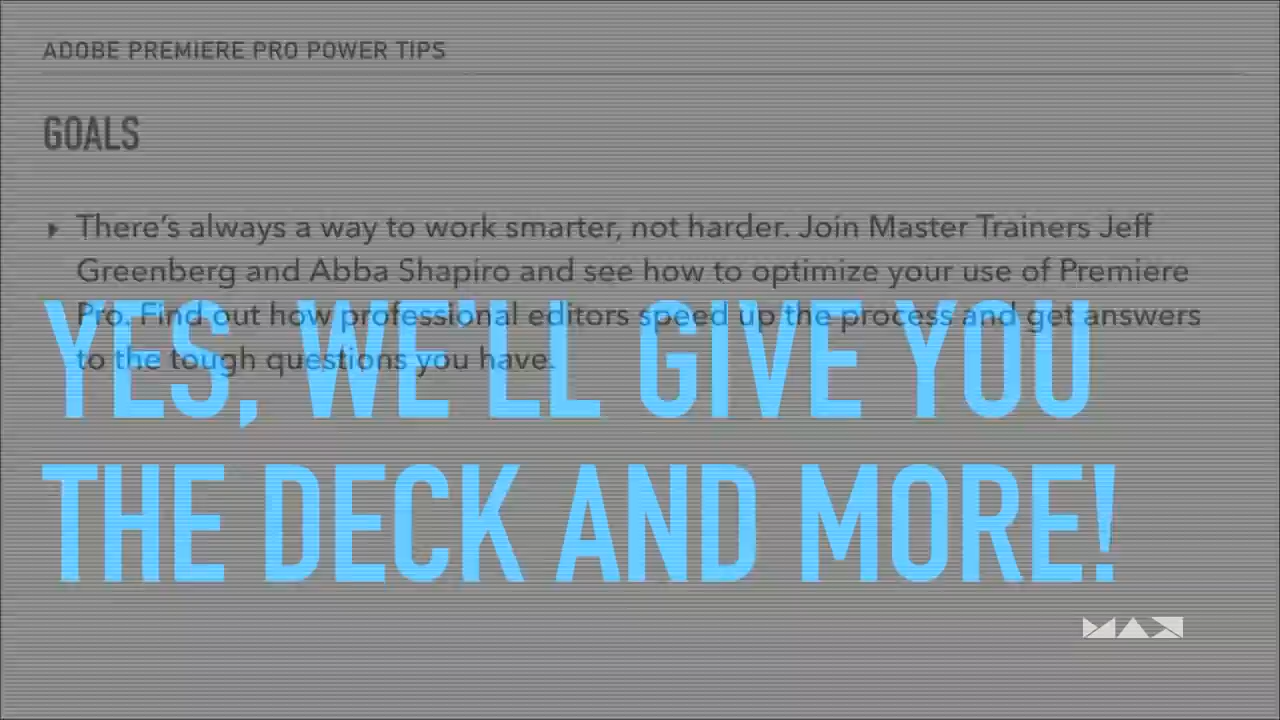 ADOBE PREMIERE PRO POWER TIPS
GOALS
‣ There's always a way to work smarter, not harder. Join Master Trainers Jeff
Greenberg and Abba Shapiro and see how to optimize your use of Premiere
Pro. Find out how professional editors speed up the process and get answers
to the tough questions you have.
YES, WE'LL GIVE YOU
THE DECK AND MORE!
MAX